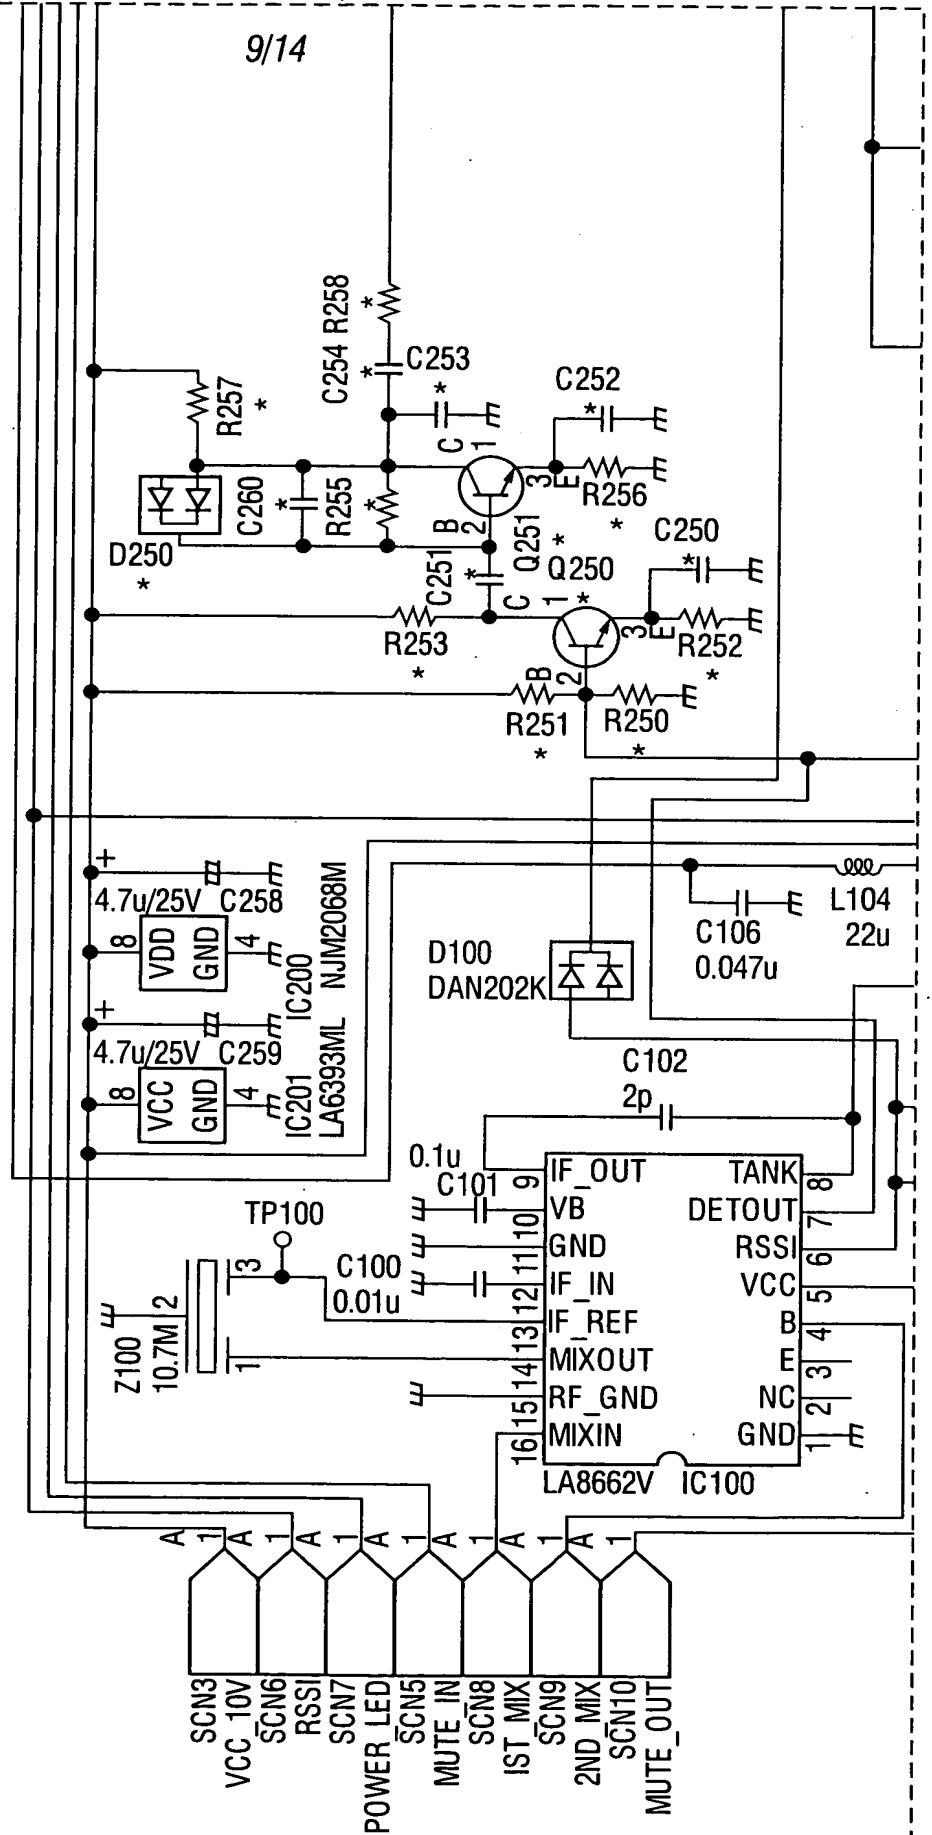 9/14
C254 R258
*
*
C253
*
C252
*
R257
*
C 1
3 E
R256
*
C260
*
R255
B 2
Q251
*
C250
*
D250
*
C251
*
Q250
*
C 1
3 E
R253
*
R252
*
B 2
R251
*
R250
*
+
4.7u/25V C258
8 VDD GND 4
IC200 NJM2068M
+
4.7u/25V C259
8 VCC GND 4
IC201 LA6393ML
L104
22u
C106
0.047u
D100
DAN202K
C102
2p
0.1u
C101
TP100
C100
0.01u
3
2
1
Z100
10.7M
9 IF_OUT TANK 8
10 VB DETOUT 7
11 GND RSSI 6
12 IF_IN VCC 5
13 IF_REF B 4
14 MIXOUT E 3
15 RF_GND NC 2
16 MIXIN GND 1
LA8662V IC100
A 1
A 1
A 1
A 1
A 1
A 1
A 1
SCN3
VCC_10V
SCN6
RSSI
SCN7
POWER_LED
SCN5
MUTE_IN
SCN8
IST_MIX
SCN9
2ND_MIX
SCN10
MUTE_OUT